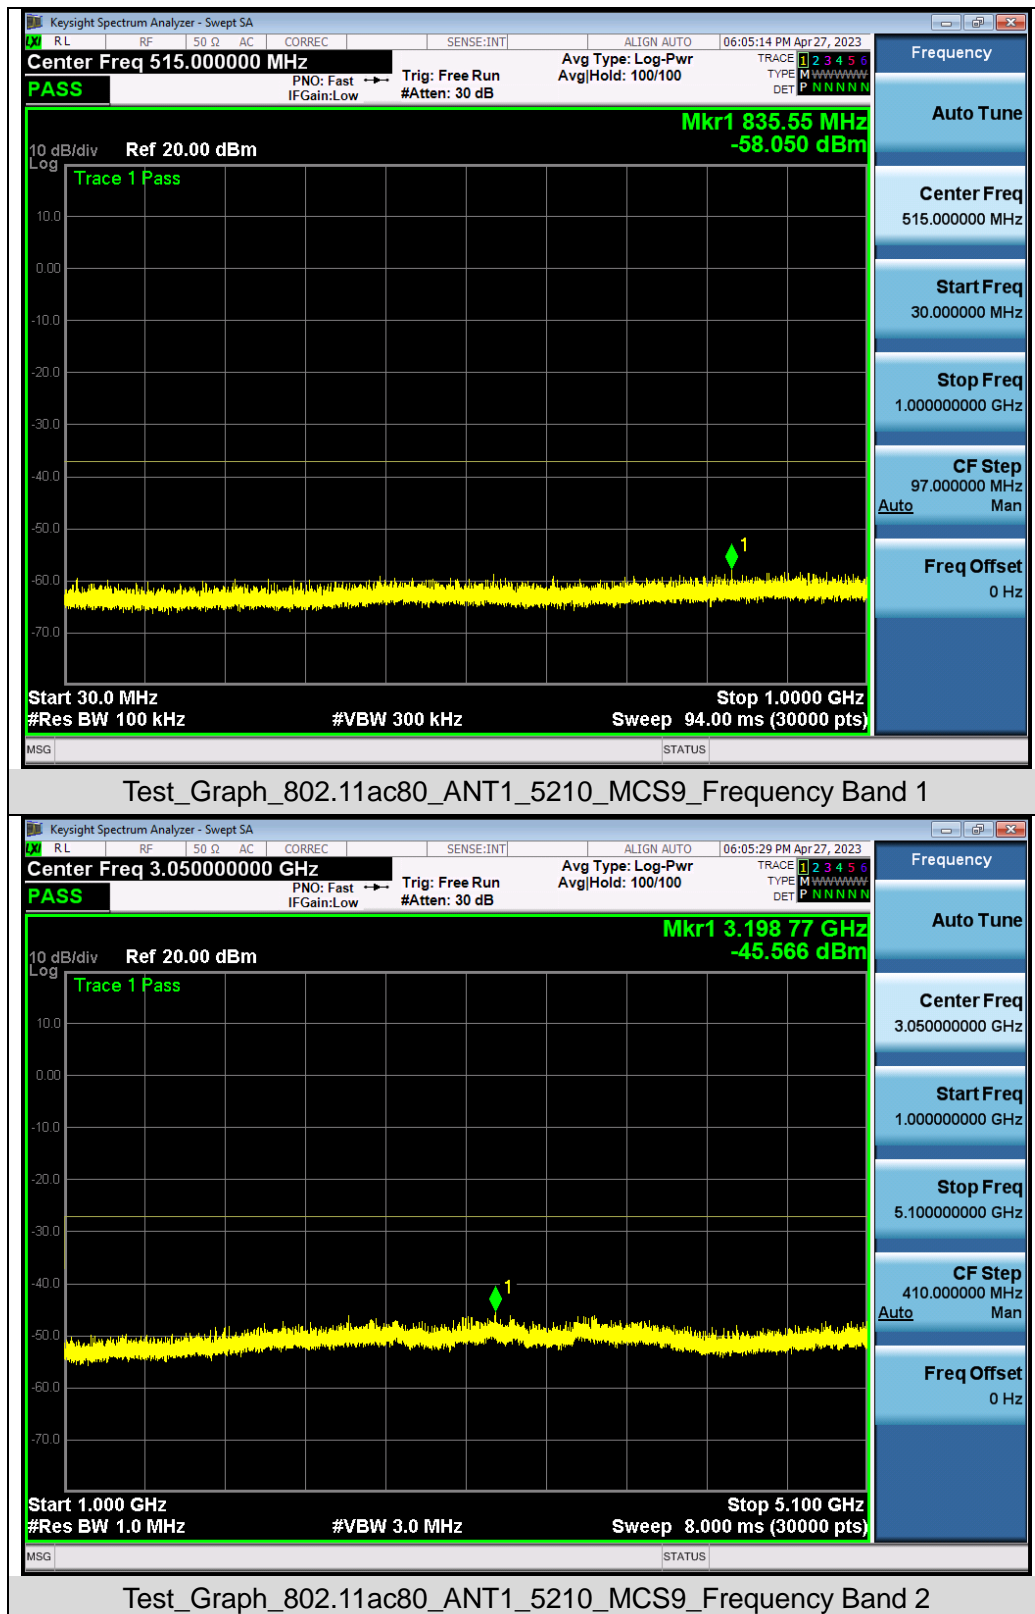 Keysight Spectrum Analyzer - Swept SA
LXI RL RF 50 Ω AC CORREC SENSE:INT ALIGN AUTO 06:05:14 PM Apr 27, 2023
Center Freq 515.000000 MHz
PASS
PNO: Fast
IFGain:Low
Trig: Free Run
#Atten: 30 dB
Avg Type: Log-Pwr
Avg|Hold: 100/100
TRACE 1 2 3 4 5 6
TYPE M WWWWW
DET P N N N N N
Frequency
Mkr1 835.55 MHz
-58.050 dBm
10 dB/div
Log
Ref 20.00 dBm
Trace 1 Pass
10.0
0.00
-10.0
-20.0
-30.0
-40.0
-50.0
-60.0
-70.0
1
Start 30.0 MHz
Stop 1.0000 GHz
#Res BW 100 kHz
#VBW 300 kHz
Sweep 94.00 ms (30000 pts)
MSG
STATUS
Auto Tune
Center Freq
515.000000 MHz
Start Freq
30.000000 MHz
Stop Freq
1.000000000 GHz
CF Step
97.000000 MHz
Auto Man
Freq Offset
0 Hz
Test_Graph_802.11ac80_ANT1_5210_MCS9_Frequency Band 1
Keysight Spectrum Analyzer - Swept SA
LXI RL RF 50 Ω AC CORREC SENSE:INT ALIGN AUTO 06:05:29 PM Apr 27, 2023
Center Freq 3.050000000 GHz
PASS
PNO: Fast
IFGain:Low
Trig: Free Run
#Atten: 30 dB
Avg Type: Log-Pwr
Avg|Hold: 100/100
TRACE 1 2 3 4 5 6
TYPE M WWWWW
DET P N N N N N
Frequency
Mkr1 3.198 77 GHz
-45.566 dBm
10 dB/div
Log
Ref 20.00 dBm
Trace 1 Pass
10.0
0.00
-10.0
-20.0
-30.0
-40.0
-50.0
-60.0
-70.0
1
Start 1.000 GHz
Stop 5.100 GHz
#Res BW 1.0 MHz
#VBW 3.0 MHz
Sweep 8.000 ms (30000 pts)
MSG
STATUS
Auto Tune
Center Freq
3.050000000 GHz
Start Freq
1.000000000 GHz
Stop Freq
5.100000000 GHz
CF Step
410.000000 MHz
Auto Man
Freq Offset
0 Hz
Test_Graph_802.11ac80_ANT1_5210_MCS9_Frequency Band 2